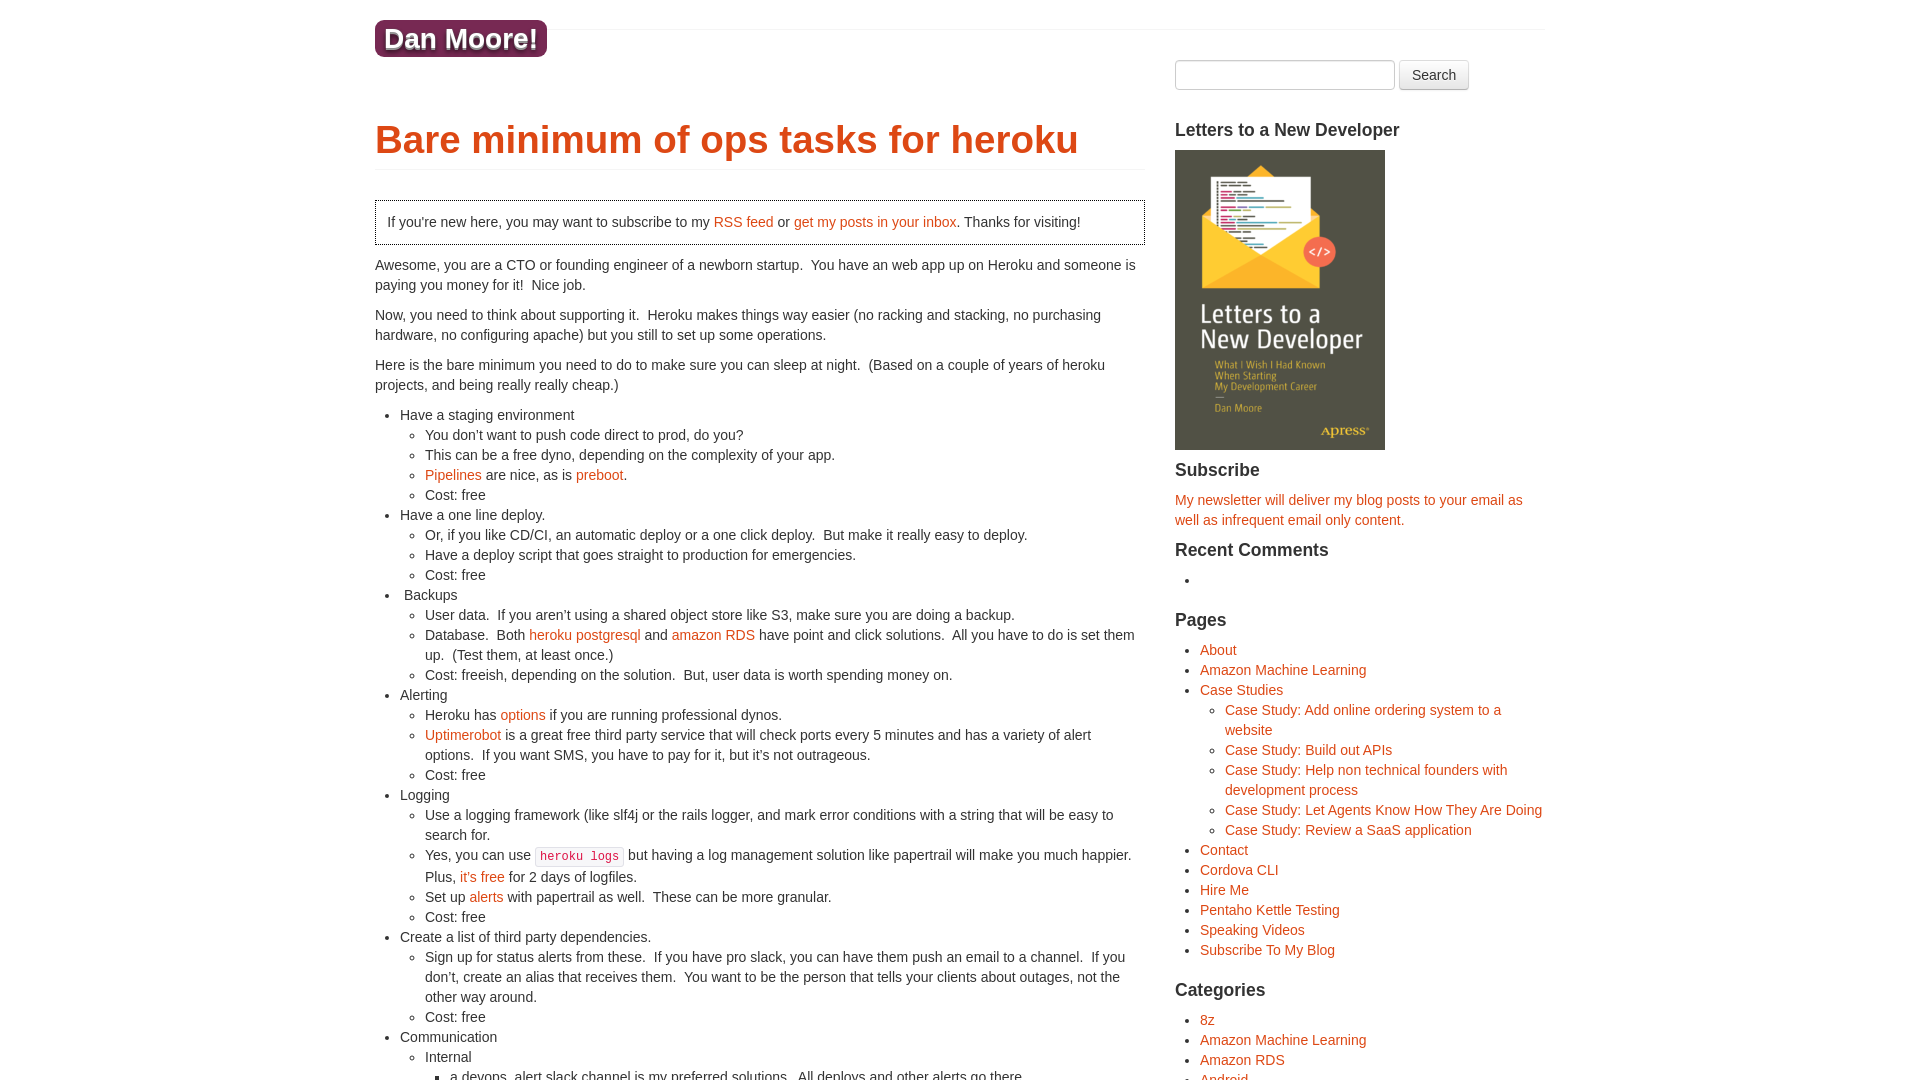 Dan Moore!
Bare minimum of ops tasks for heroku
If you're new here, you may want to subscribe to my RSS feed or get my posts in your inbox. Thanks for visiting!
Awesome, you are a CTO or founding engineer of a newborn startup.  You have an web app up on Heroku and someone is
paying you money for it!  Nice job.
Now, you need to think about supporting it.  Heroku makes things way easier (no racking and stacking, no purchasing
hardware, no configuring apache) but you still to set up some operations.
Here is the bare minimum you need to do to make sure you can sleep at night.  (Based on a couple of years of heroku
projects, and being really really cheap.)
Have a staging environment
You don’t want to push code direct to prod, do you?
This can be a free dyno, depending on the complexity of your app.
Pipelines are nice, as is preboot.
Cost: free
Have a one line deploy.
Or, if you like CD/CI, an automatic deploy or a one click deploy.  But make it really easy to deploy.
Have a deploy script that goes straight to production for emergencies.
Cost: free
Backups
User data.  If you aren’t using a shared object store like S3, make sure you are doing a backup.
Database.  Both heroku postgresql and amazon RDS have point and click solutions.  All you have to do is set them
up.  (Test them, at least once.)
Cost: freeish, depending on the solution.  But, user data is worth spending money on.
Alerting
Heroku has options if you are running professional dynos.
Uptimerobot is a great free third party service that will check ports every 5 minutes and has a variety of alert
options.  If you want SMS, you have to pay for it, but it’s not outrageous.
Cost: free
Logging
Use a logging framework (like slf4j or the rails logger, and mark error conditions with a string that will be easy to
search for.
Yes, you can use heroku logs but having a log management solution like papertrail will make you much happier.
Plus, it’s free for 2 days of logfiles.
Set up alerts with papertrail as well.  These can be more granular.
Cost: free
Create a list of third party dependencies.
Sign up for status alerts from these.  If you have pro slack, you can have them push an email to a channel.  If you
don’t, create an alias that receives them.  You want to be the person that tells your clients about outages, not the
other way around.
Cost: free
Communication
Internal
a devops_alert slack channel is my preferred solutions.  All deploys and other alerts go there.
Search
Letters to a New Developer
</>
Letters to a
New Developer
What I Wish I Had Known
When Starting
My Development Career
—
Dan Moore
Apress®
Subscribe
My newsletter will deliver my blog posts to your email as
well as infrequent email only content.
Recent Comments
Pages
About
Amazon Machine Learning
Case Studies
Case Study: Add online ordering system to a
website
Case Study: Build out APIs
Case Study: Help non technical founders with
development process
Case Study: Let Agents Know How They Are Doing
Case Study: Review a SaaS application
Contact
Cordova CLI
Hire Me
Pentaho Kettle Testing
Speaking Videos
Subscribe To My Blog
Categories
8z
Amazon Machine Learning
Amazon RDS
Android